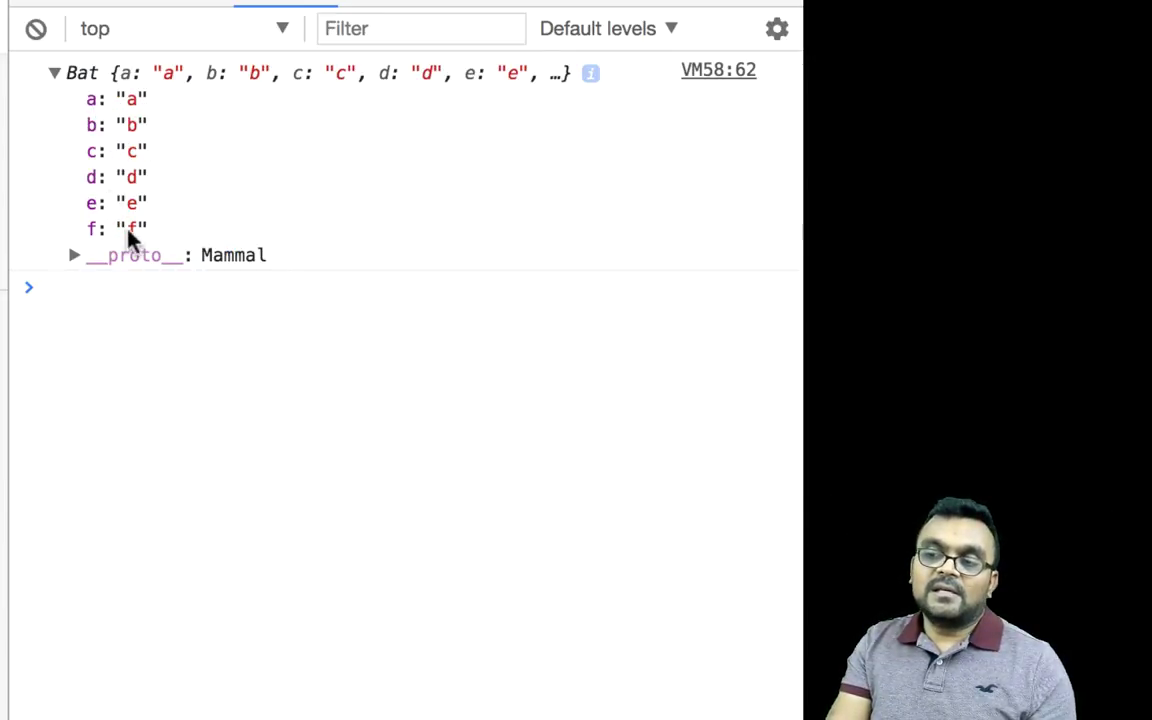 top Filter Default levels
Bat {a: "a", b: "b", c: "c", d: "d", e: "e", …} i VM58:62
a: "a"
b: "b"
c: "c"
d: "d"
e: "e"
f: "f"
__proto__: Mammal